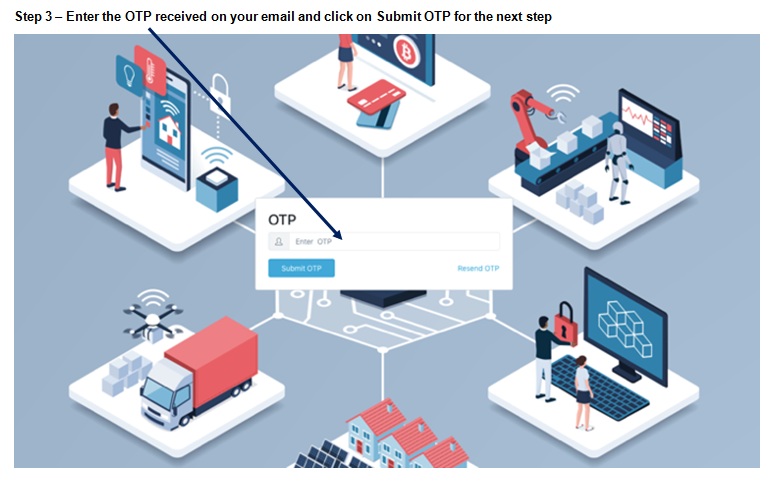 Step 3 – Enter the OTP received on your email and click on Submit OTP for the next step
OTP
Enter OTP
Submit OTP
Resend OTP